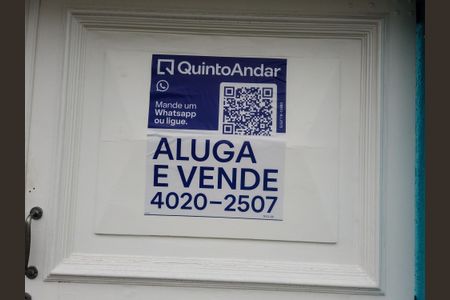 QuintoAndar
Mande um
Whatsapp
ou ligue.
ALUGA
E VENDE
4020-2507